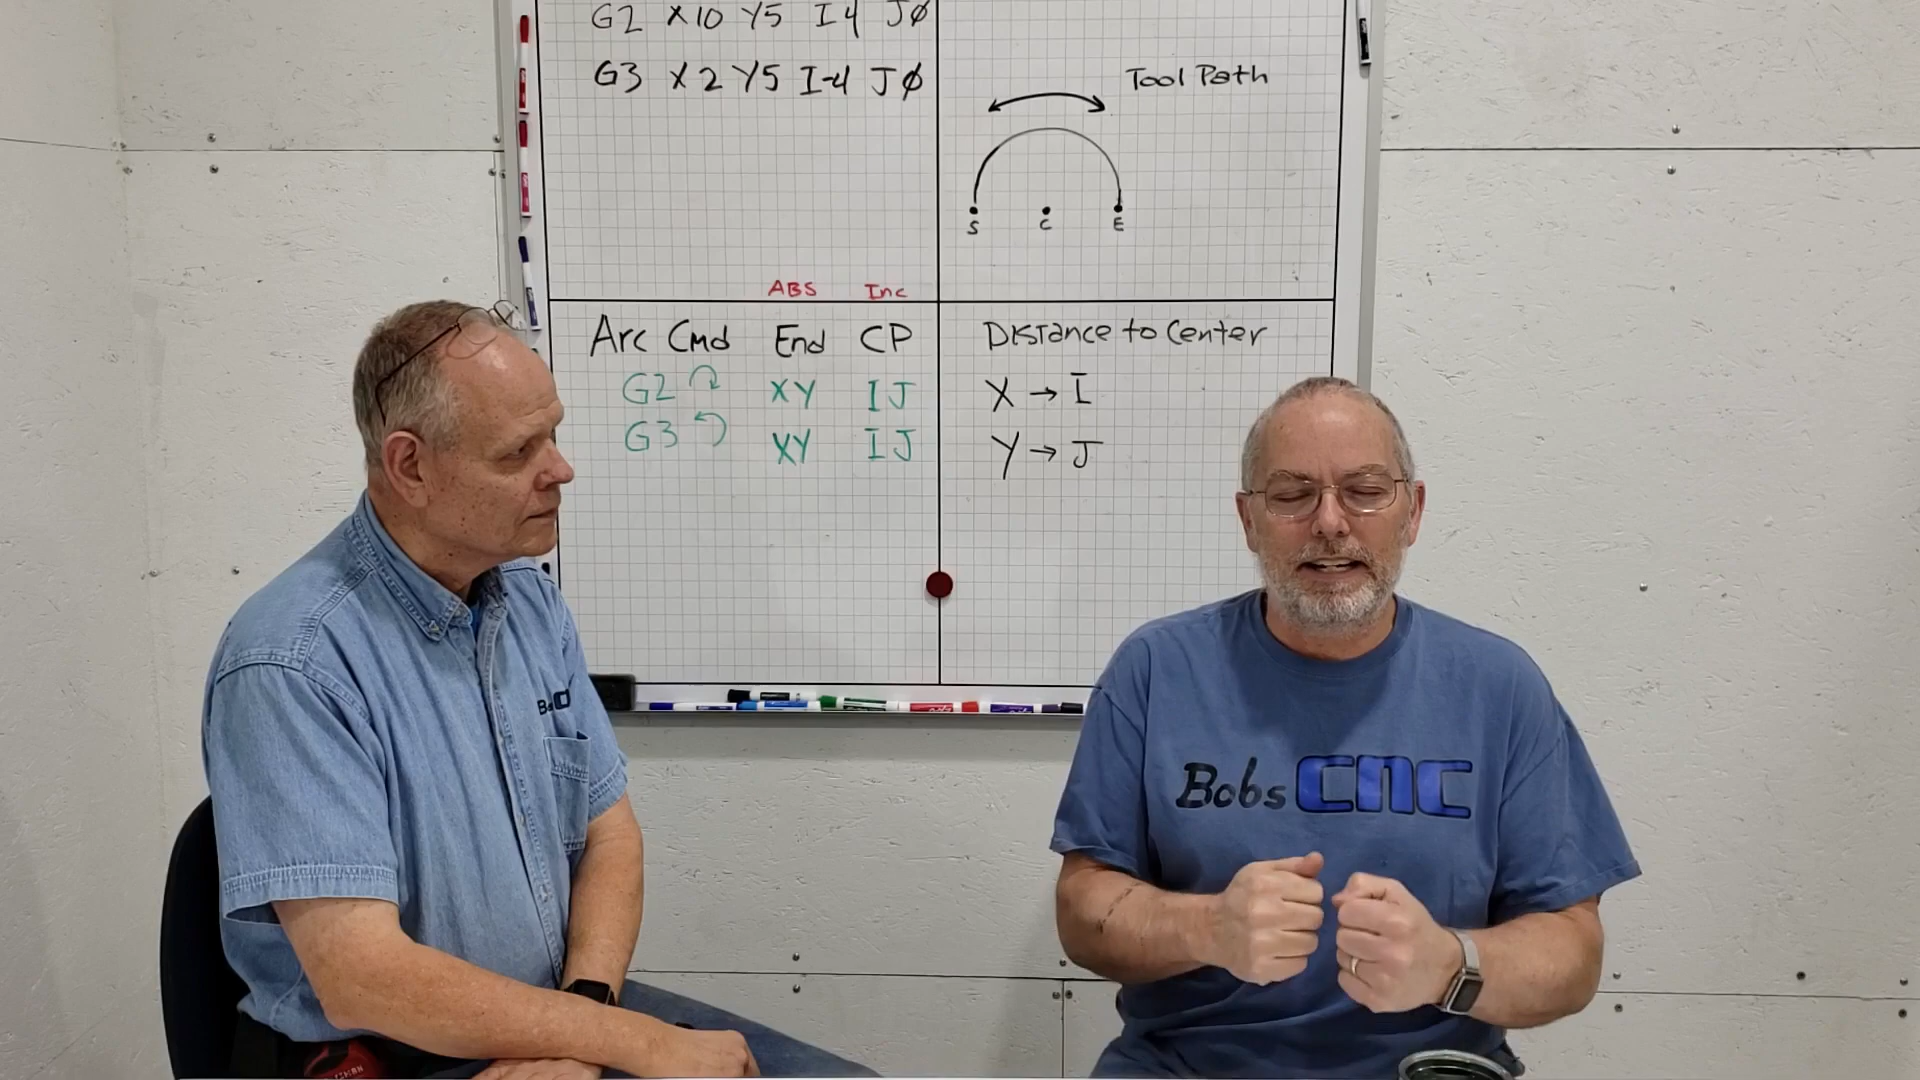 G2 X10 Y5 I4 JØ
G3 X2 Y5 I-4 JØ
Tool Path
S C E
ABS Inc
Arc Cmd End CP
G2 XY IJ
G3 XY IJ
Distance to Center
X → I
Y → J
Bobs CNC